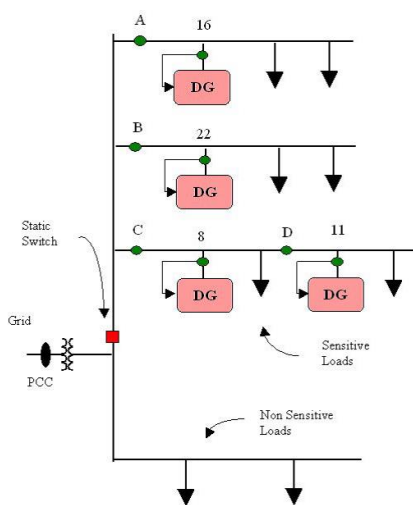 A
16
DG
B
22
DG
C
8
D
11
DG
DG
Static
Switch
Grid
PCC
Sensitive
Loads
Non Sensitive
Loads